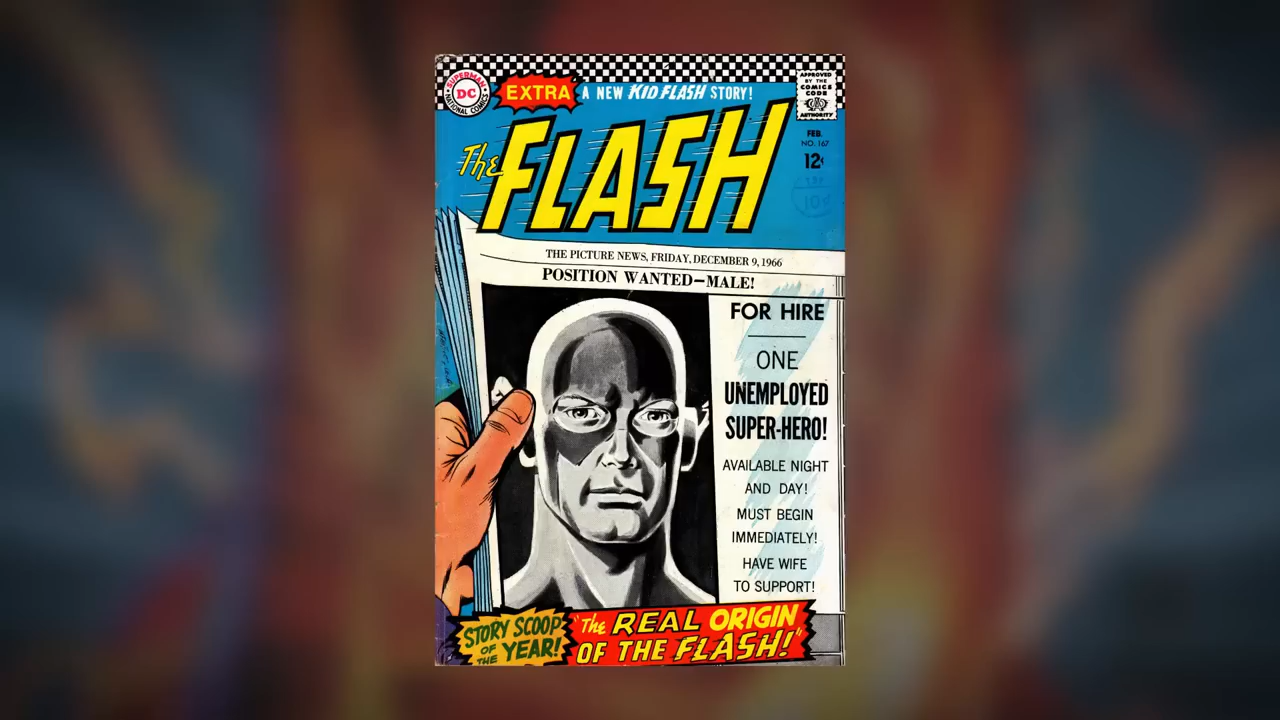 SUPERMAN
DC
NATIONAL COMICS
EXTRA
A NEW KID FLASH STORY!
APPROVED
BY THE
COMICS
CODE
AUTHORITY
The FLASH
FEB.
NO. 167
12¢
10¢
THE PICTURE NEWS, FRIDAY, DECEMBER 9, 1966
POSITION WANTED—MALE!
FOR HIRE
ONE
UNEMPLOYED
SUPER-HERO!
AVAILABLE NIGHT
AND DAY!
MUST BEGIN
IMMEDIATELY!
HAVE WIFE
TO SUPPORT!
STORY SCOOP
OF THE YEAR!
"The REAL ORIGIN
OF THE FLASH!"